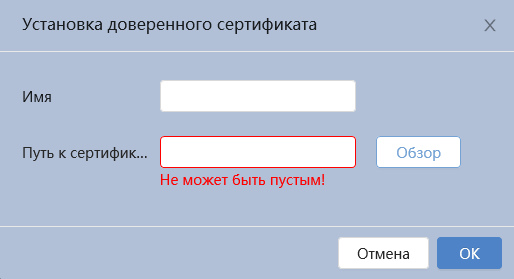 Установка доверенного сертификата
Имя
Путь к сертифик...
Обзор
Не может быть пустым!
Отмена
OK